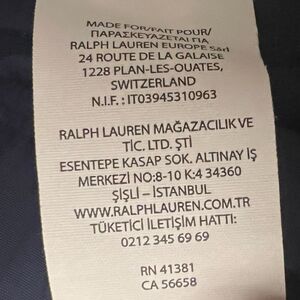 MADE FOR/FAIT POUR/
ΠΑΡΑΣΚΕΥΑΖΕΤΑΙ ΓΙΑ
RALPH LAUREN EUROPE Sàrl
24 ROUTE DE LA GALAISE
1228 PLAN-LES-OUATES,
SWITZERLAND
N.I.F. : IT03945310963
RALPH LAUREN MAĞAZACILIK VE
TİC. LTD. ŞTİ
ESENTEPE KASAP SOK. ALTINAY İŞ
MERKEZİ NO:8-10 K:4 34360
ŞİŞLİ – İSTANBUL
WWW.RALPHLAUREN.COM.TR
TÜKETİCİ İLETİŞİM HATTI:
0212 345 69 69
RN 41381
CA 56658